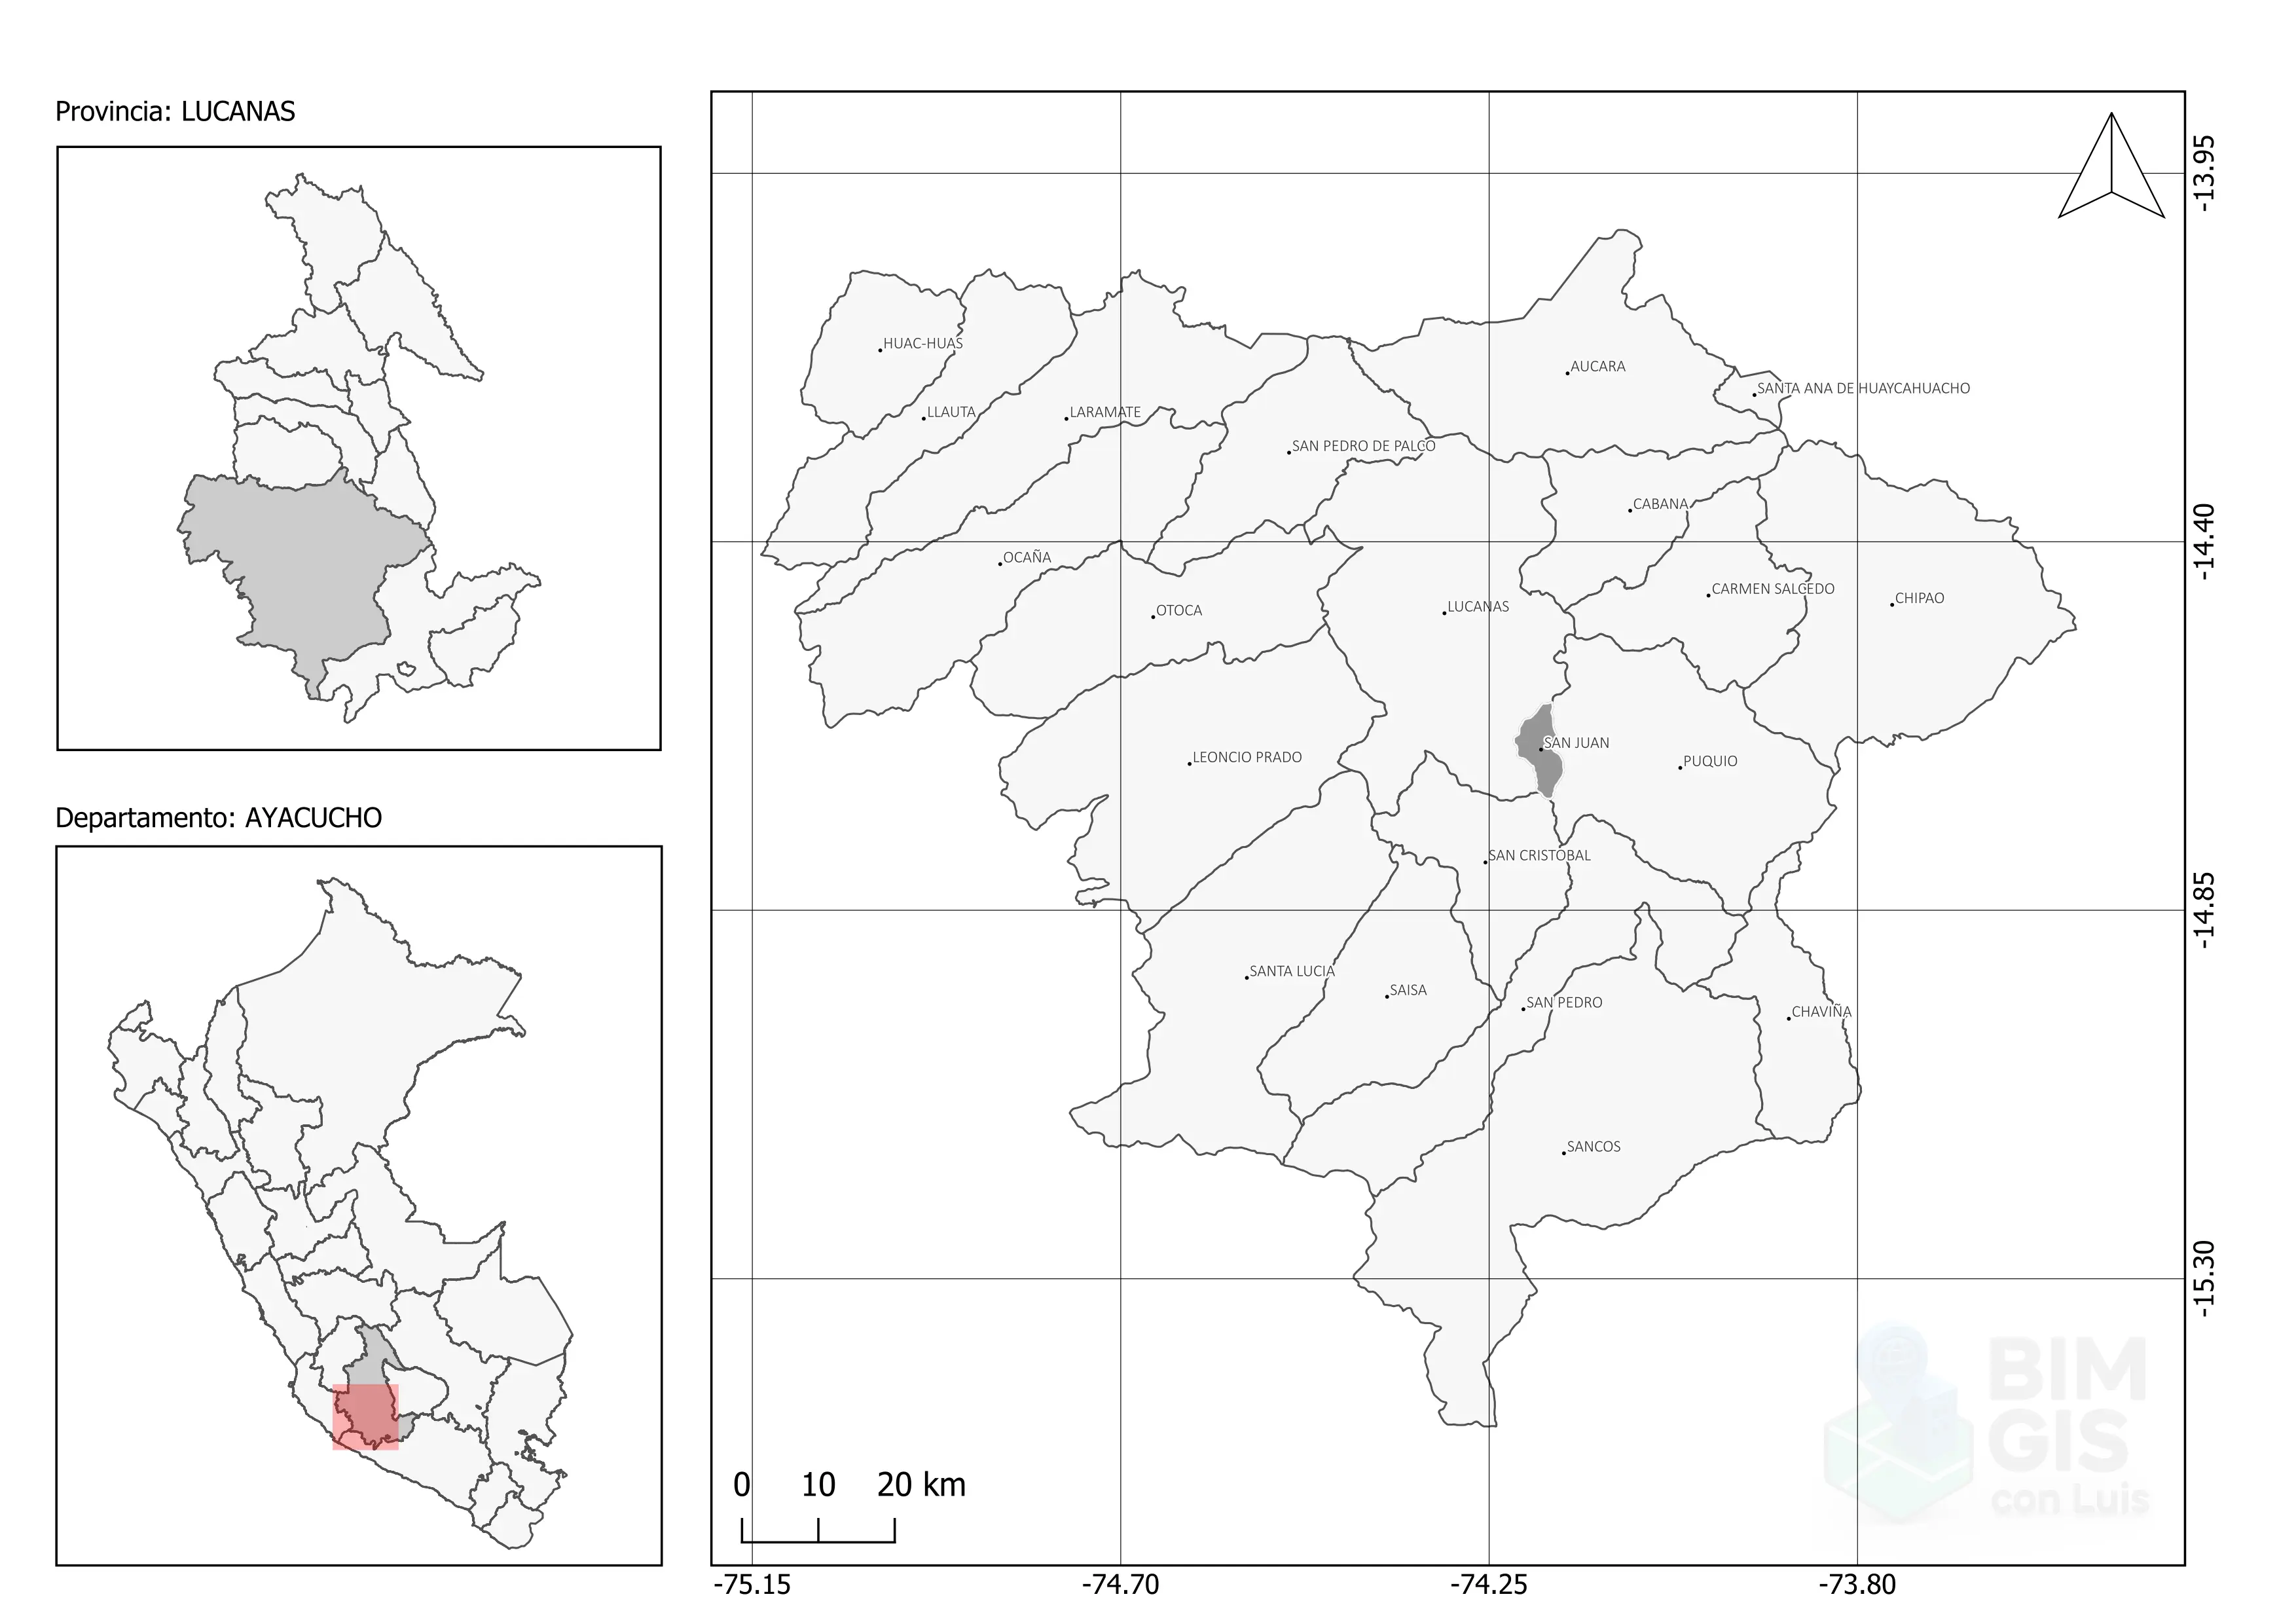 Provincia: LUCANAS
Departamento: AYACUCHO
HUAC-HUAS
AUCARA
SANTA ANA DE HUAYCAHUACHO
LLAUTA
LARAMATE
SAN PEDRO DE PALCO
CABANA
OCAÑA
CARMEN SALCEDO
CHIPAO
OTOCA
LUCANAS
SAN JUAN
LEONCIO PRADO
PUQUIO
SAN CRISTOBAL
SANTA LUCIA
SAISA
SAN PEDRO
CHAVIÑA
SANCOS
-13.95
-14.40
-14.85
-15.30
BIM
GIS
con Luis
0 10 20 km
-75.15 -74.70 -74.25 -73.80